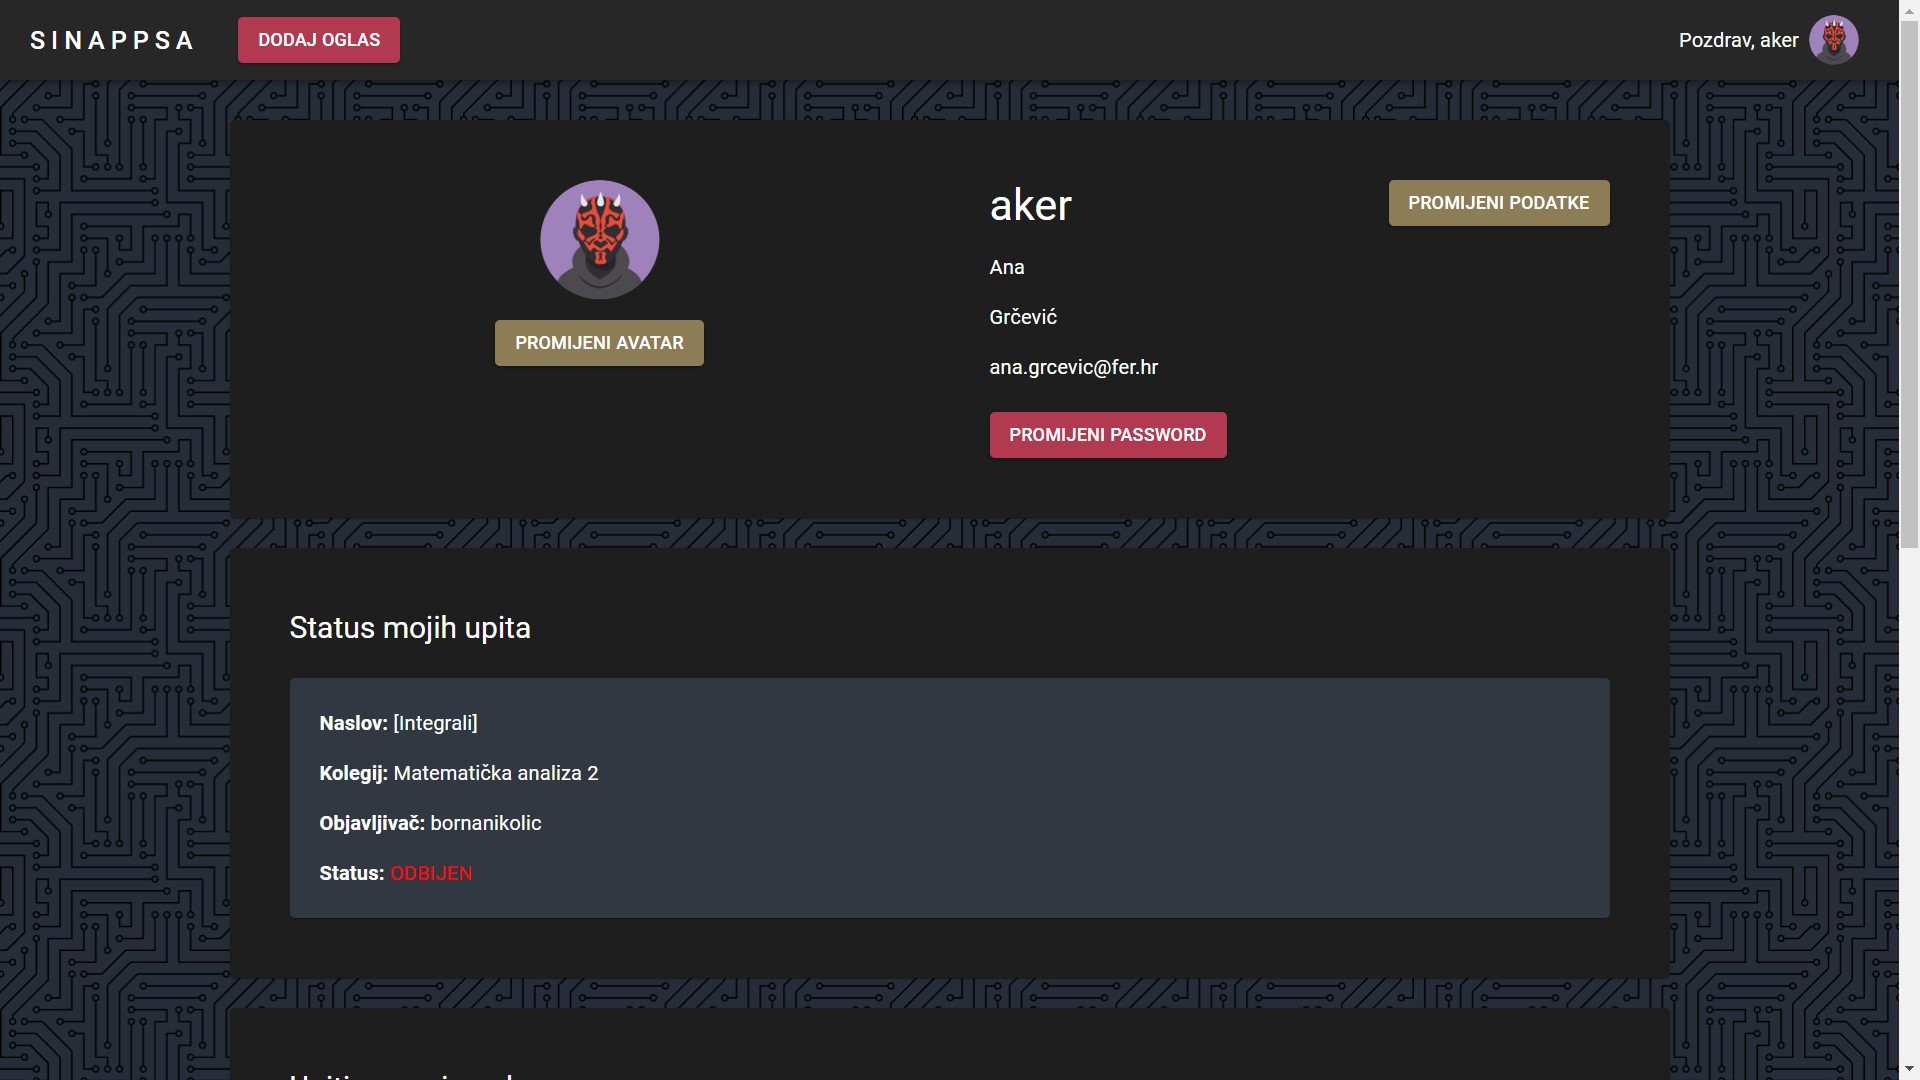 SINAPPSA
DODAJ OGLAS
Pozdrav, aker
aker
PROMIJENI PODATKE
Ana
Grčević
ana.grcevic@fer.hr
PROMIJENI AVATAR
PROMIJENI PASSWORD
Status mojih upita
Naslov: [Integrali]
Kolegij: Matematička analiza 2
Objavljivač: bornanikolic
Status: ODBIJEN